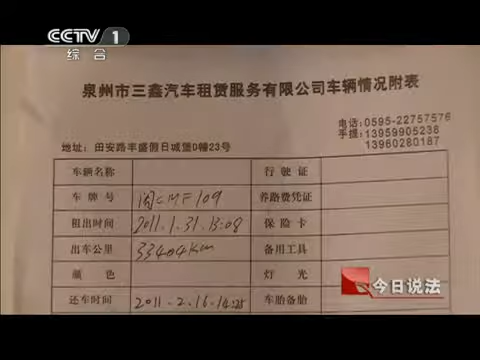 CCTV 1
综合
泉州市三鑫汽车租赁服务有限公司车辆情况附表
电话:0595-22757576
手提:13959905238
13960280187
地址:田安路丰盛假日城堡D幢23号
车辆名称 行驶证
车牌号 闽CMF109 养路费凭证
租出时间 2011.1.31.13:08 保险卡
出车公里 33404Km 备用工具
颜色 灯光
还车时间 2011.2.16. 车胎备胎
今日说法